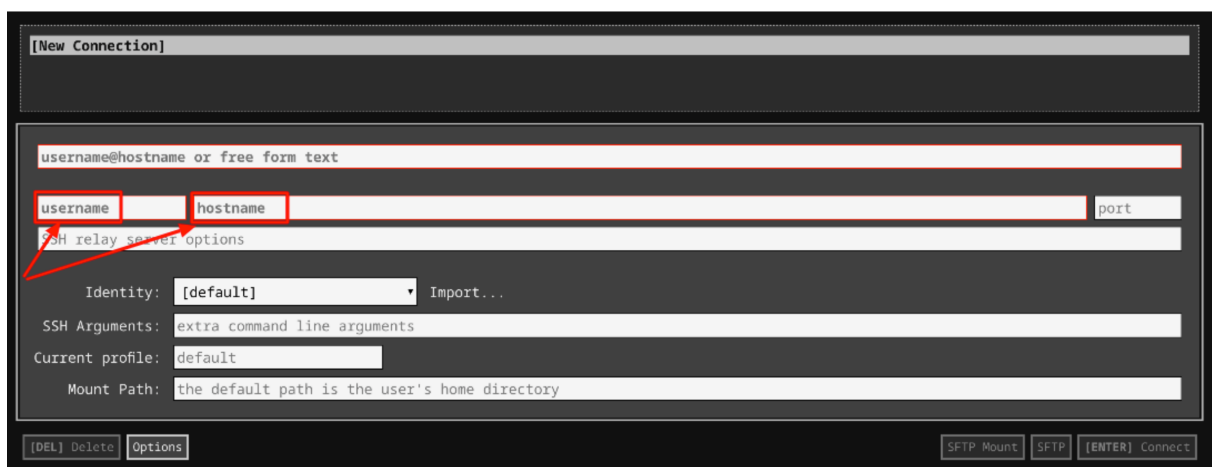 [New Connection]
username@hostname or free form text
username hostname port
SSH relay server options
Identity: [default] Import...
SSH Arguments: extra command line arguments
Current profile: default
Mount Path: the default path is the user's home directory
[DEL] Delete Options SFTP Mount SFTP [ENTER] Connect